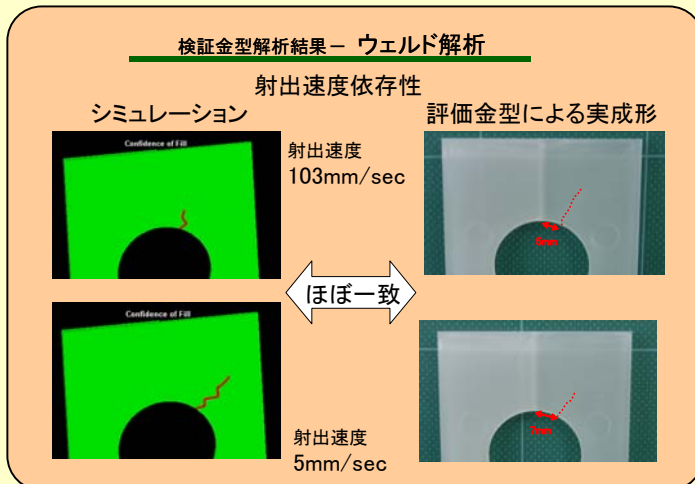 検証金型解析結果－ ウェルド解析
射出速度依存性
シミュレーション
評価金型による実成形
Confidence of Fill
射出速度
103mm/sec
5mm
ほぼ一致
Confidence of Fill
7mm
射出速度
5mm/sec